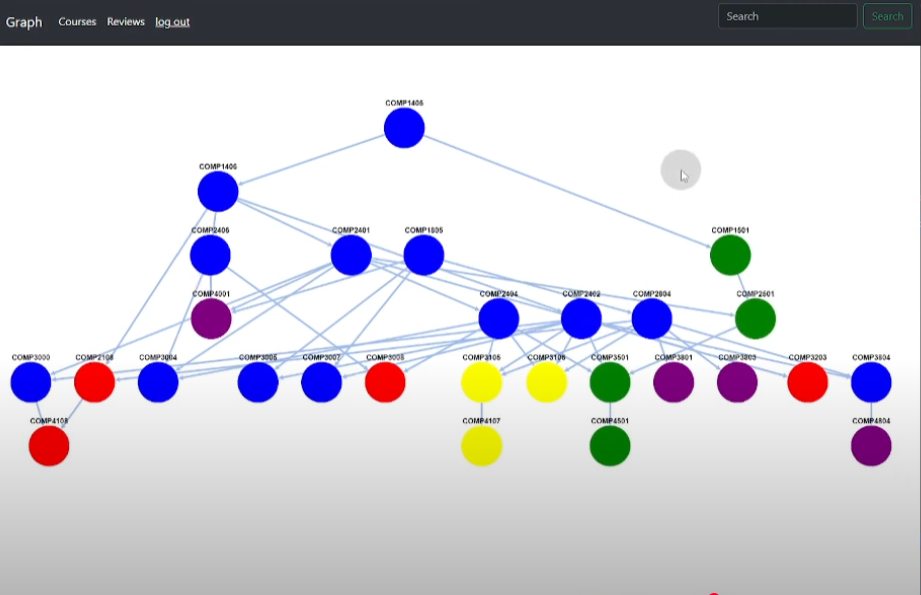 Graph Courses Reviews log out Search Search
COMP1405
COMP1406
COMP2406 COMP2401 COMP1805 COMP1501
COMP4001 COMP2404 COMP2402 COMP2804 COMP2501
COMP3000 COMP2108 COMP3004 COMP3005 COMP3007 COMP3008 COMP3105 COMP3106 COMP3501 COMP3801 COMP3803 COMP3203 COMP3804
COMP4108 COMP4107 COMP4501 COMP4804